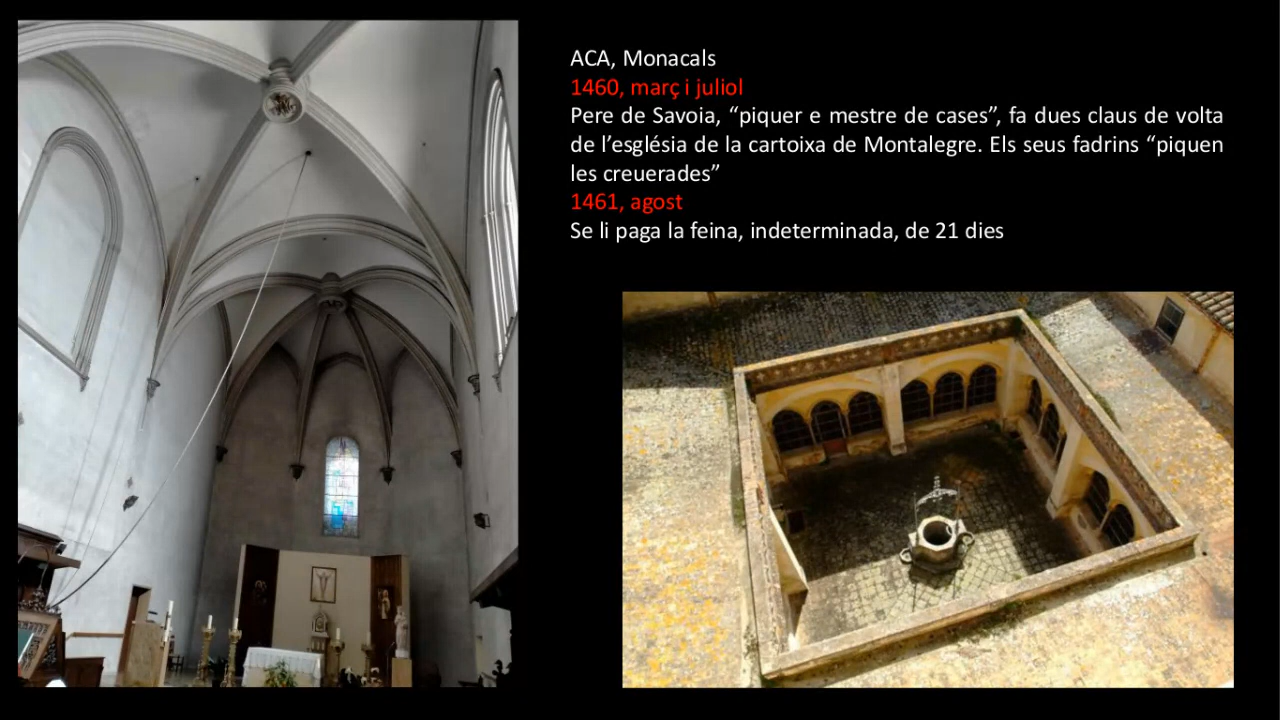 ACA, Monacals
1460, març i juliol
Pere de Savoia, “piquer e mestre de cases”, fa dues claus de volta
de l’església de la cartoixa de Montalegre. Els seus fadrins “piquen
les creuerades”
1461, agost
Se li paga la feina, indeterminada, de 21 dies